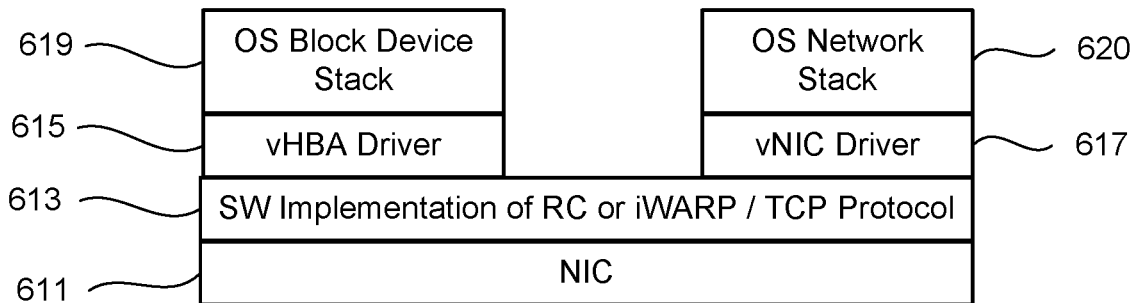 619
OS Block Device
Stack
OS Network
Stack
620
615
vHBA Driver
vNIC Driver
617
613
SW Implementation of RC or iWARP / TCP Protocol
611
NIC